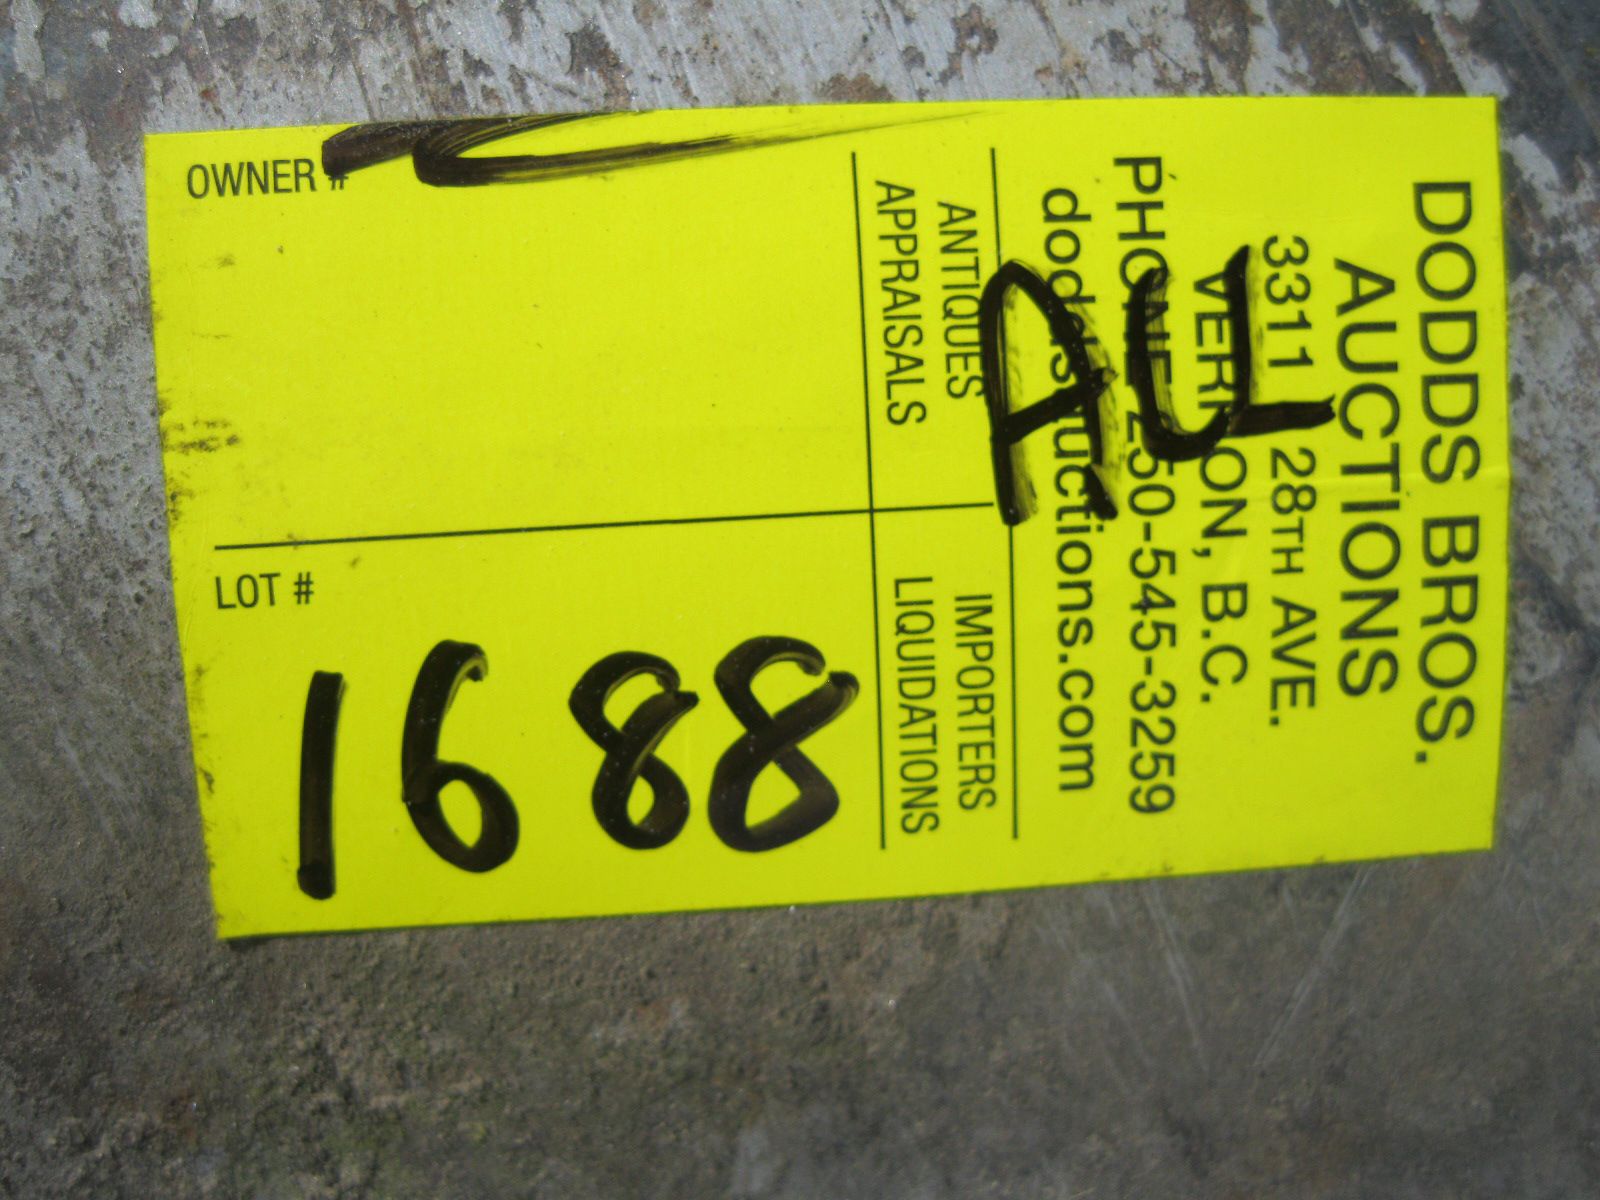 DODDS BROS.
AUCTIONS
3311 28TH AVE.
VERNON, B.C.
PHONE 250-545-3259
doddsauctions.com
ANTIQUES
APPRAISALS
IMPORTERS
LIQUIDATIONS
OWNER #
LOT #
1688